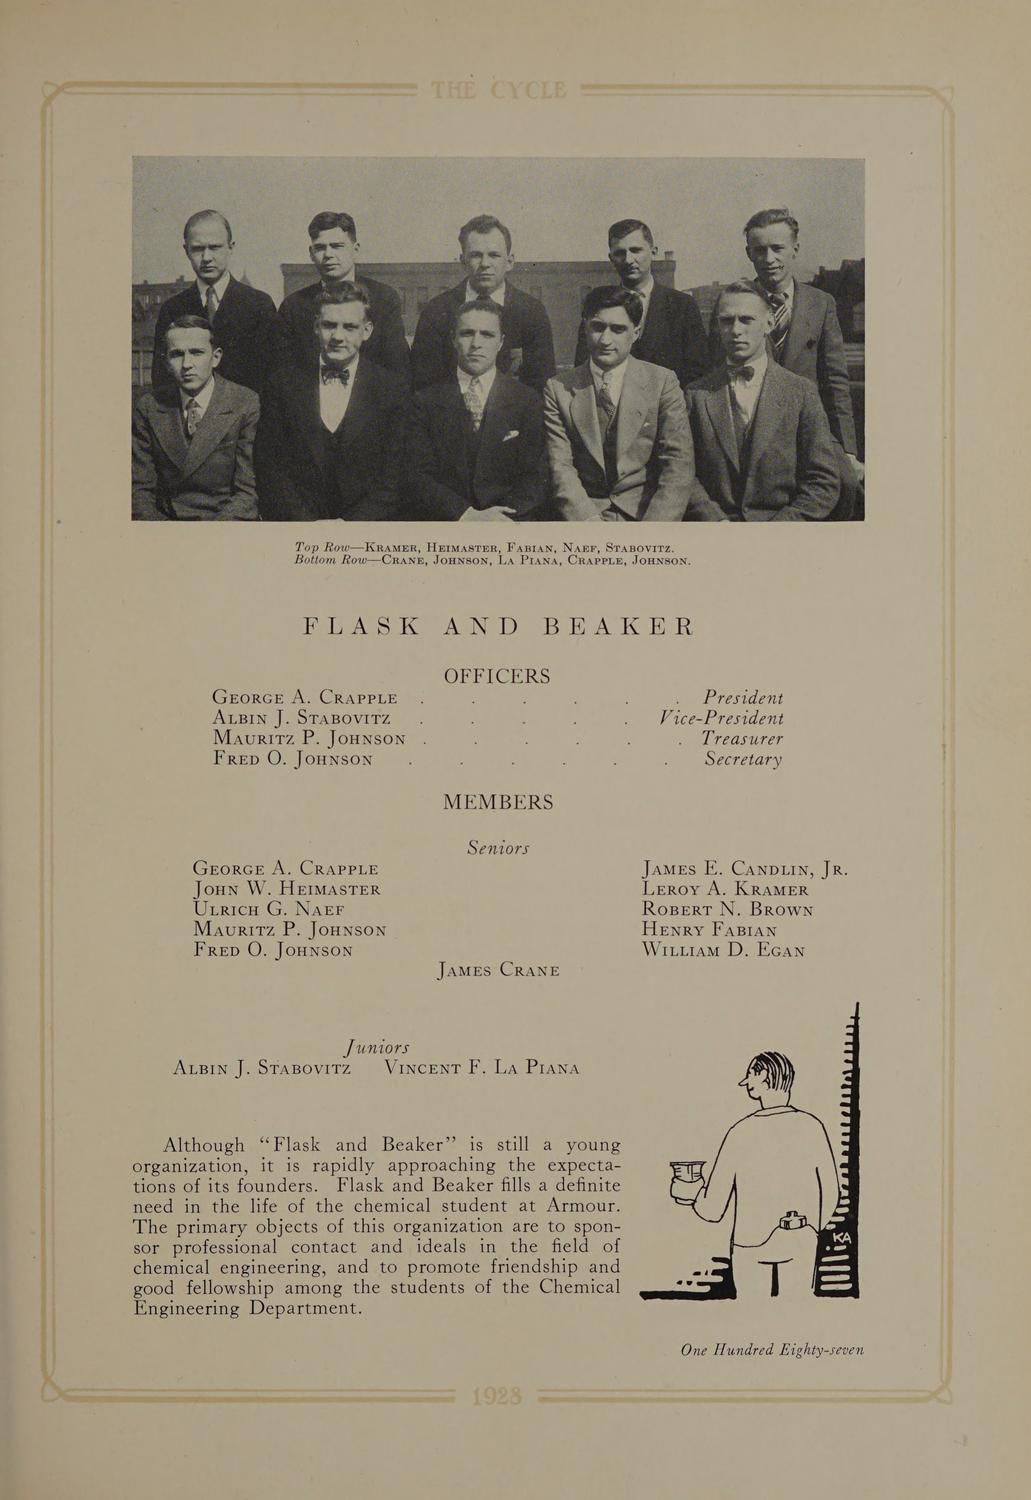 THE CYCLE
Top Row—Kramer, Heimaster, Fabian, Naef, Stabovitz.
Bottom Row—Crane, Johnson, La Piana, Crapple, Johnson.
FLASK AND BEAKER
OFFICERS
George A. Crapple . . . . . . President
Albin J. Stabovitz . . . . . Vice-President
Mauritz P. Johnson . . . . . . Treasurer
Fred O. Johnson . . . . . . Secretary
MEMBERS
Seniors
George A. Crapple James E. Candlin, Jr.
John W. Heimaster Leroy A. Kramer
Ulrich G. Naef Robert N. Brown
Mauritz P. Johnson Henry Fabian
Fred O. Johnson William D. Egan
James Crane
Juniors
Albin J. Stabovitz Vincent F. La Piana
Although “Flask and Beaker” is still a young
organization, it is rapidly approaching the expecta-
tions of its founders. Flask and Beaker fills a definite
need in the life of the chemical student at Armour.
The primary objects of this organization are to spon-
sor professional contact and ideals in the field of
chemical engineering, and to promote friendship and
good fellowship among the students of the Chemical
Engineering Department.
KA
One Hundred Eighty-seven
1928